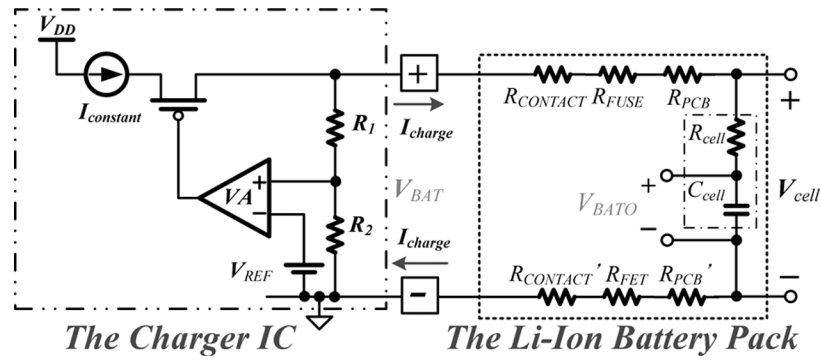 VDD
+
RCONTACT RFUSE RPCB
+
Iconstant
R1
Icharge
Rcell
VA
+
−
VBAT
+
VBATO
−
Ccell
Vcell
R2
Icharge
VREF
RCONTACT' RFET RPCB'
−
-
The Charger IC
The Li-Ion Battery Pack